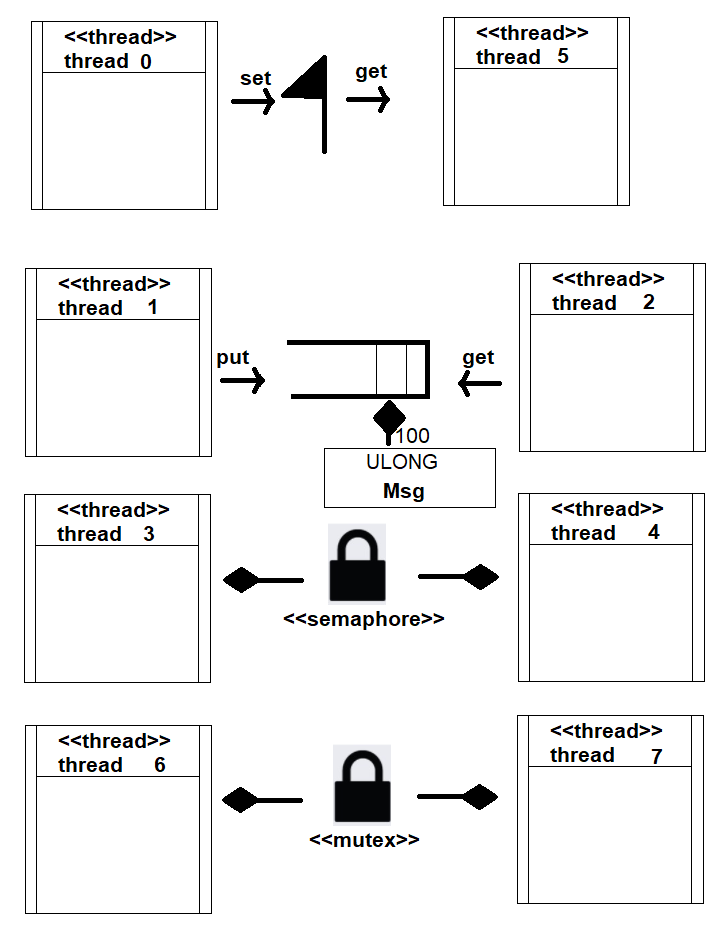 <<thread>>
thread 0
<<thread>>
thread 5
set
get
<<thread>>
thread 1
<<thread>>
thread 2
put
get
100
ULONG
Msg
<<thread>>
thread 3
<<thread>>
thread 4
<<semaphore>>
<<thread>>
thread 6
<<thread>>
thread 7
<<mutex>>